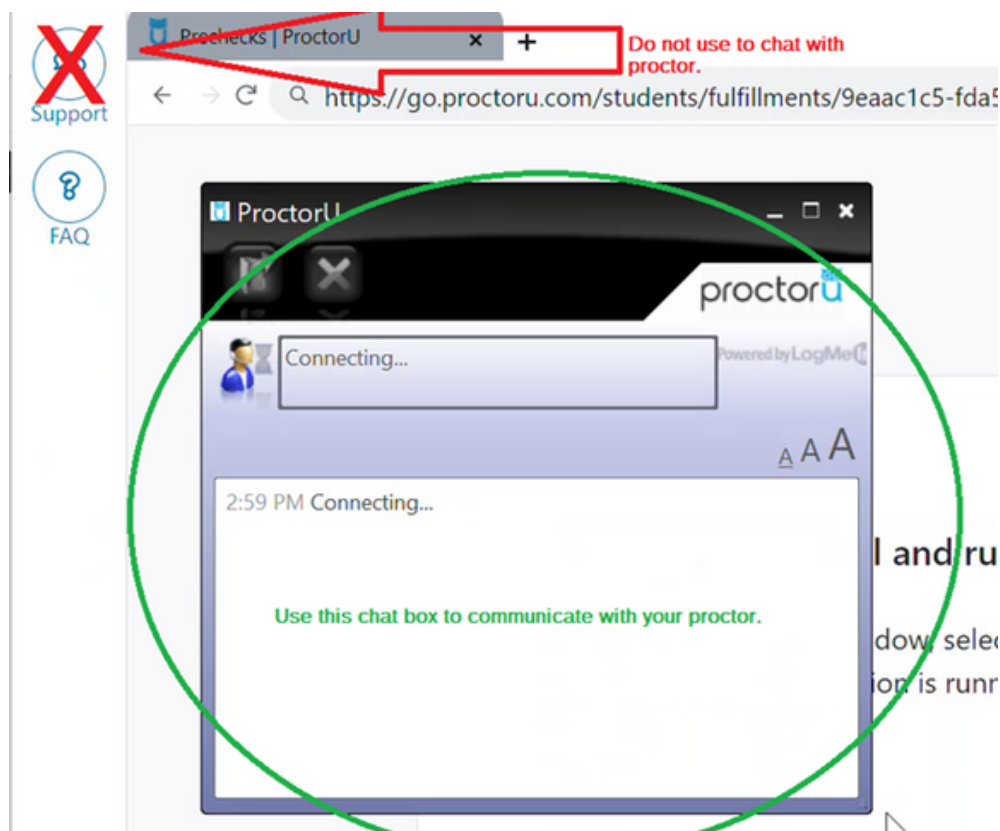 Prechecks | ProctorU
Do not use to chat with
proctor.
Support
https://go.proctoru.com/students/fulfillments/9eaac1c5-fda5
FAQ
ProctorU
proctoru
Connecting...
Powered by LogMeIn
A A A
2:59 PM Connecting...
l and ru
Use this chat box to communicate with your proctor.
dow, selec
ion is runn